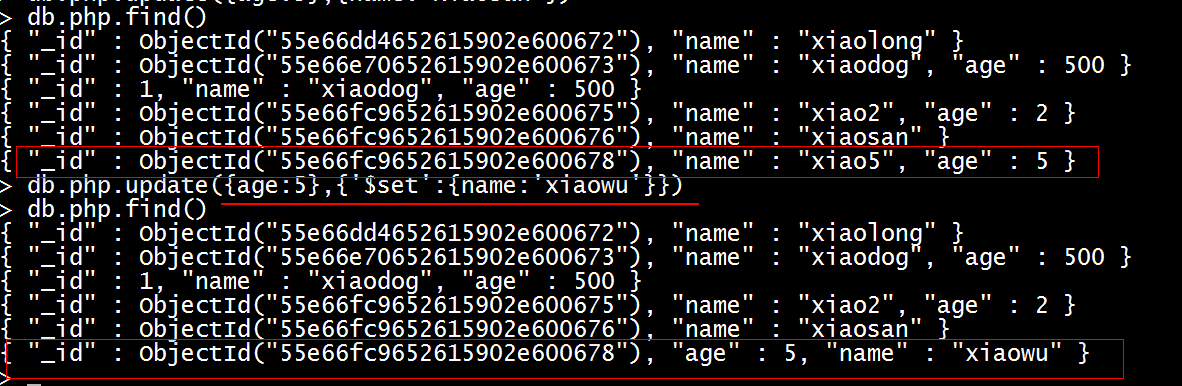 > db.php.find()
{ "_id" : ObjectId("55e66dd4652615902e600672"), "name" : "xiaolong" }
{ "_id" : ObjectId("55e66e70652615902e600673"), "name" : "xiaodog", "age" : 500 }
{ "_id" : 1, "name" : "xiaodog", "age" : 500 }
{ "_id" : ObjectId("55e66fc9652615902e600675"), "name" : "xiao2", "age" : 2 }
{ "_id" : ObjectId("55e66fc9652615902e600676"), "name" : "xiaosan" }
{ "_id" : ObjectId("55e66fc9652615902e600678"), "name" : "xiao5", "age" : 5 }
> db.php.update({age:5},{'$set':{name:'xiaowu'}})
> db.php.find()
{ "_id" : ObjectId("55e66dd4652615902e600672"), "name" : "xiaolong" }
{ "_id" : ObjectId("55e66e70652615902e600673"), "name" : "xiaodog", "age" : 500 }
{ "_id" : 1, "name" : "xiaodog", "age" : 500 }
{ "_id" : ObjectId("55e66fc9652615902e600675"), "name" : "xiao2", "age" : 2 }
{ "_id" : ObjectId("55e66fc9652615902e600676"), "name" : "xiaosan" }
{ "_id" : ObjectId("55e66fc9652615902e600678"), "age" : 5, "name" : "xiaowu" }
>